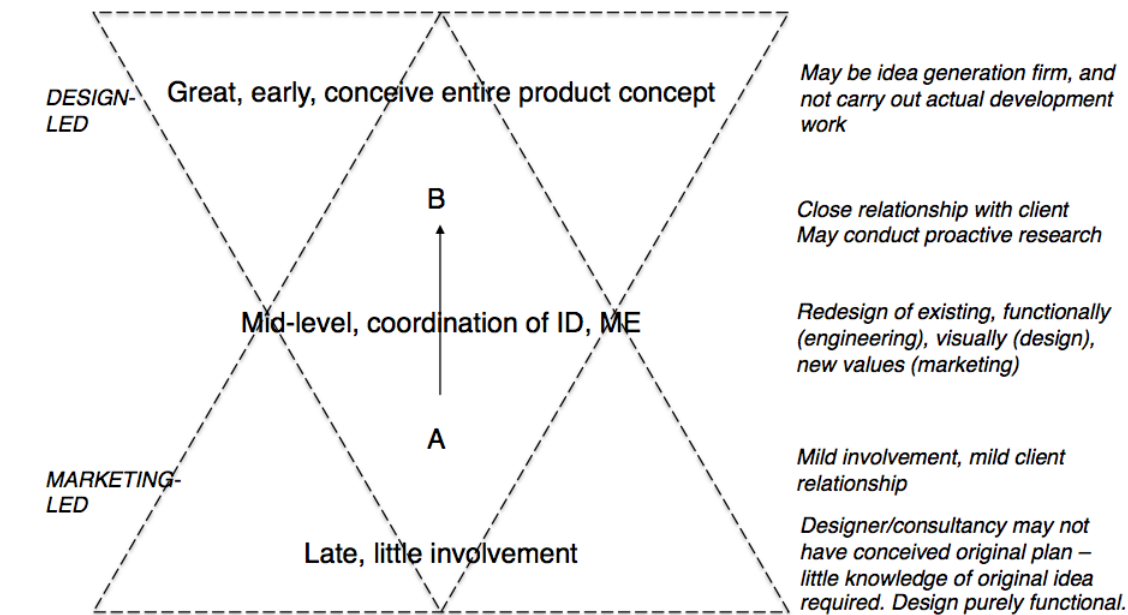 DESIGN-
LED
Great, early, conceive entire product concept
May be idea generation firm, and
not carry out actual development
work
B
Close relationship with client
May conduct proactive research
Mid-level, coordination of ID, ME
Redesign of existing, functionally
(engineering), visually (design),
new values (marketing)
A
MARKETING-
LED
Mild involvement, mild client
relationship
Late, little involvement
Designer/consultancy may not
have conceived original plan –
little knowledge of original idea
required. Design purely functional.